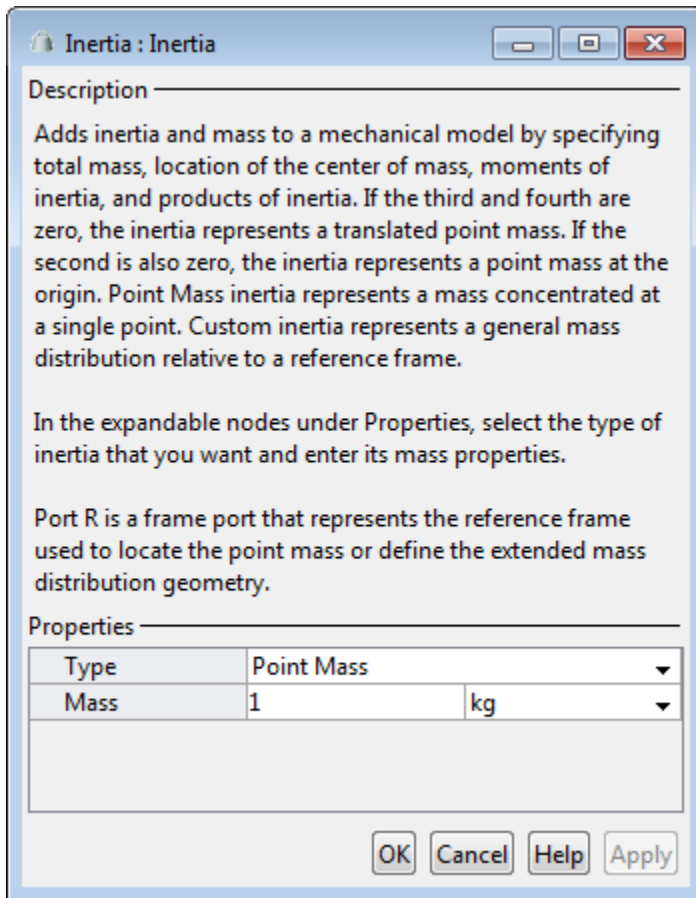 Inertia : Inertia
Description
Adds inertia and mass to a mechanical model by specifying
total mass, location of the center of mass, moments of
inertia, and products of inertia. If the third and fourth are
zero, the inertia represents a translated point mass. If the
second is also zero, the inertia represents a point mass at the
origin. Point Mass inertia represents a mass concentrated at
a single point. Custom inertia represents a general mass
distribution relative to a reference frame.
In the expandable nodes under Properties, select the type of
inertia that you want and enter its mass properties.
Port R is a frame port that represents the reference frame
used to locate the point mass or define the extended mass
distribution geometry.
Properties
Type Point Mass
Mass 1 kg
OK Cancel Help Apply